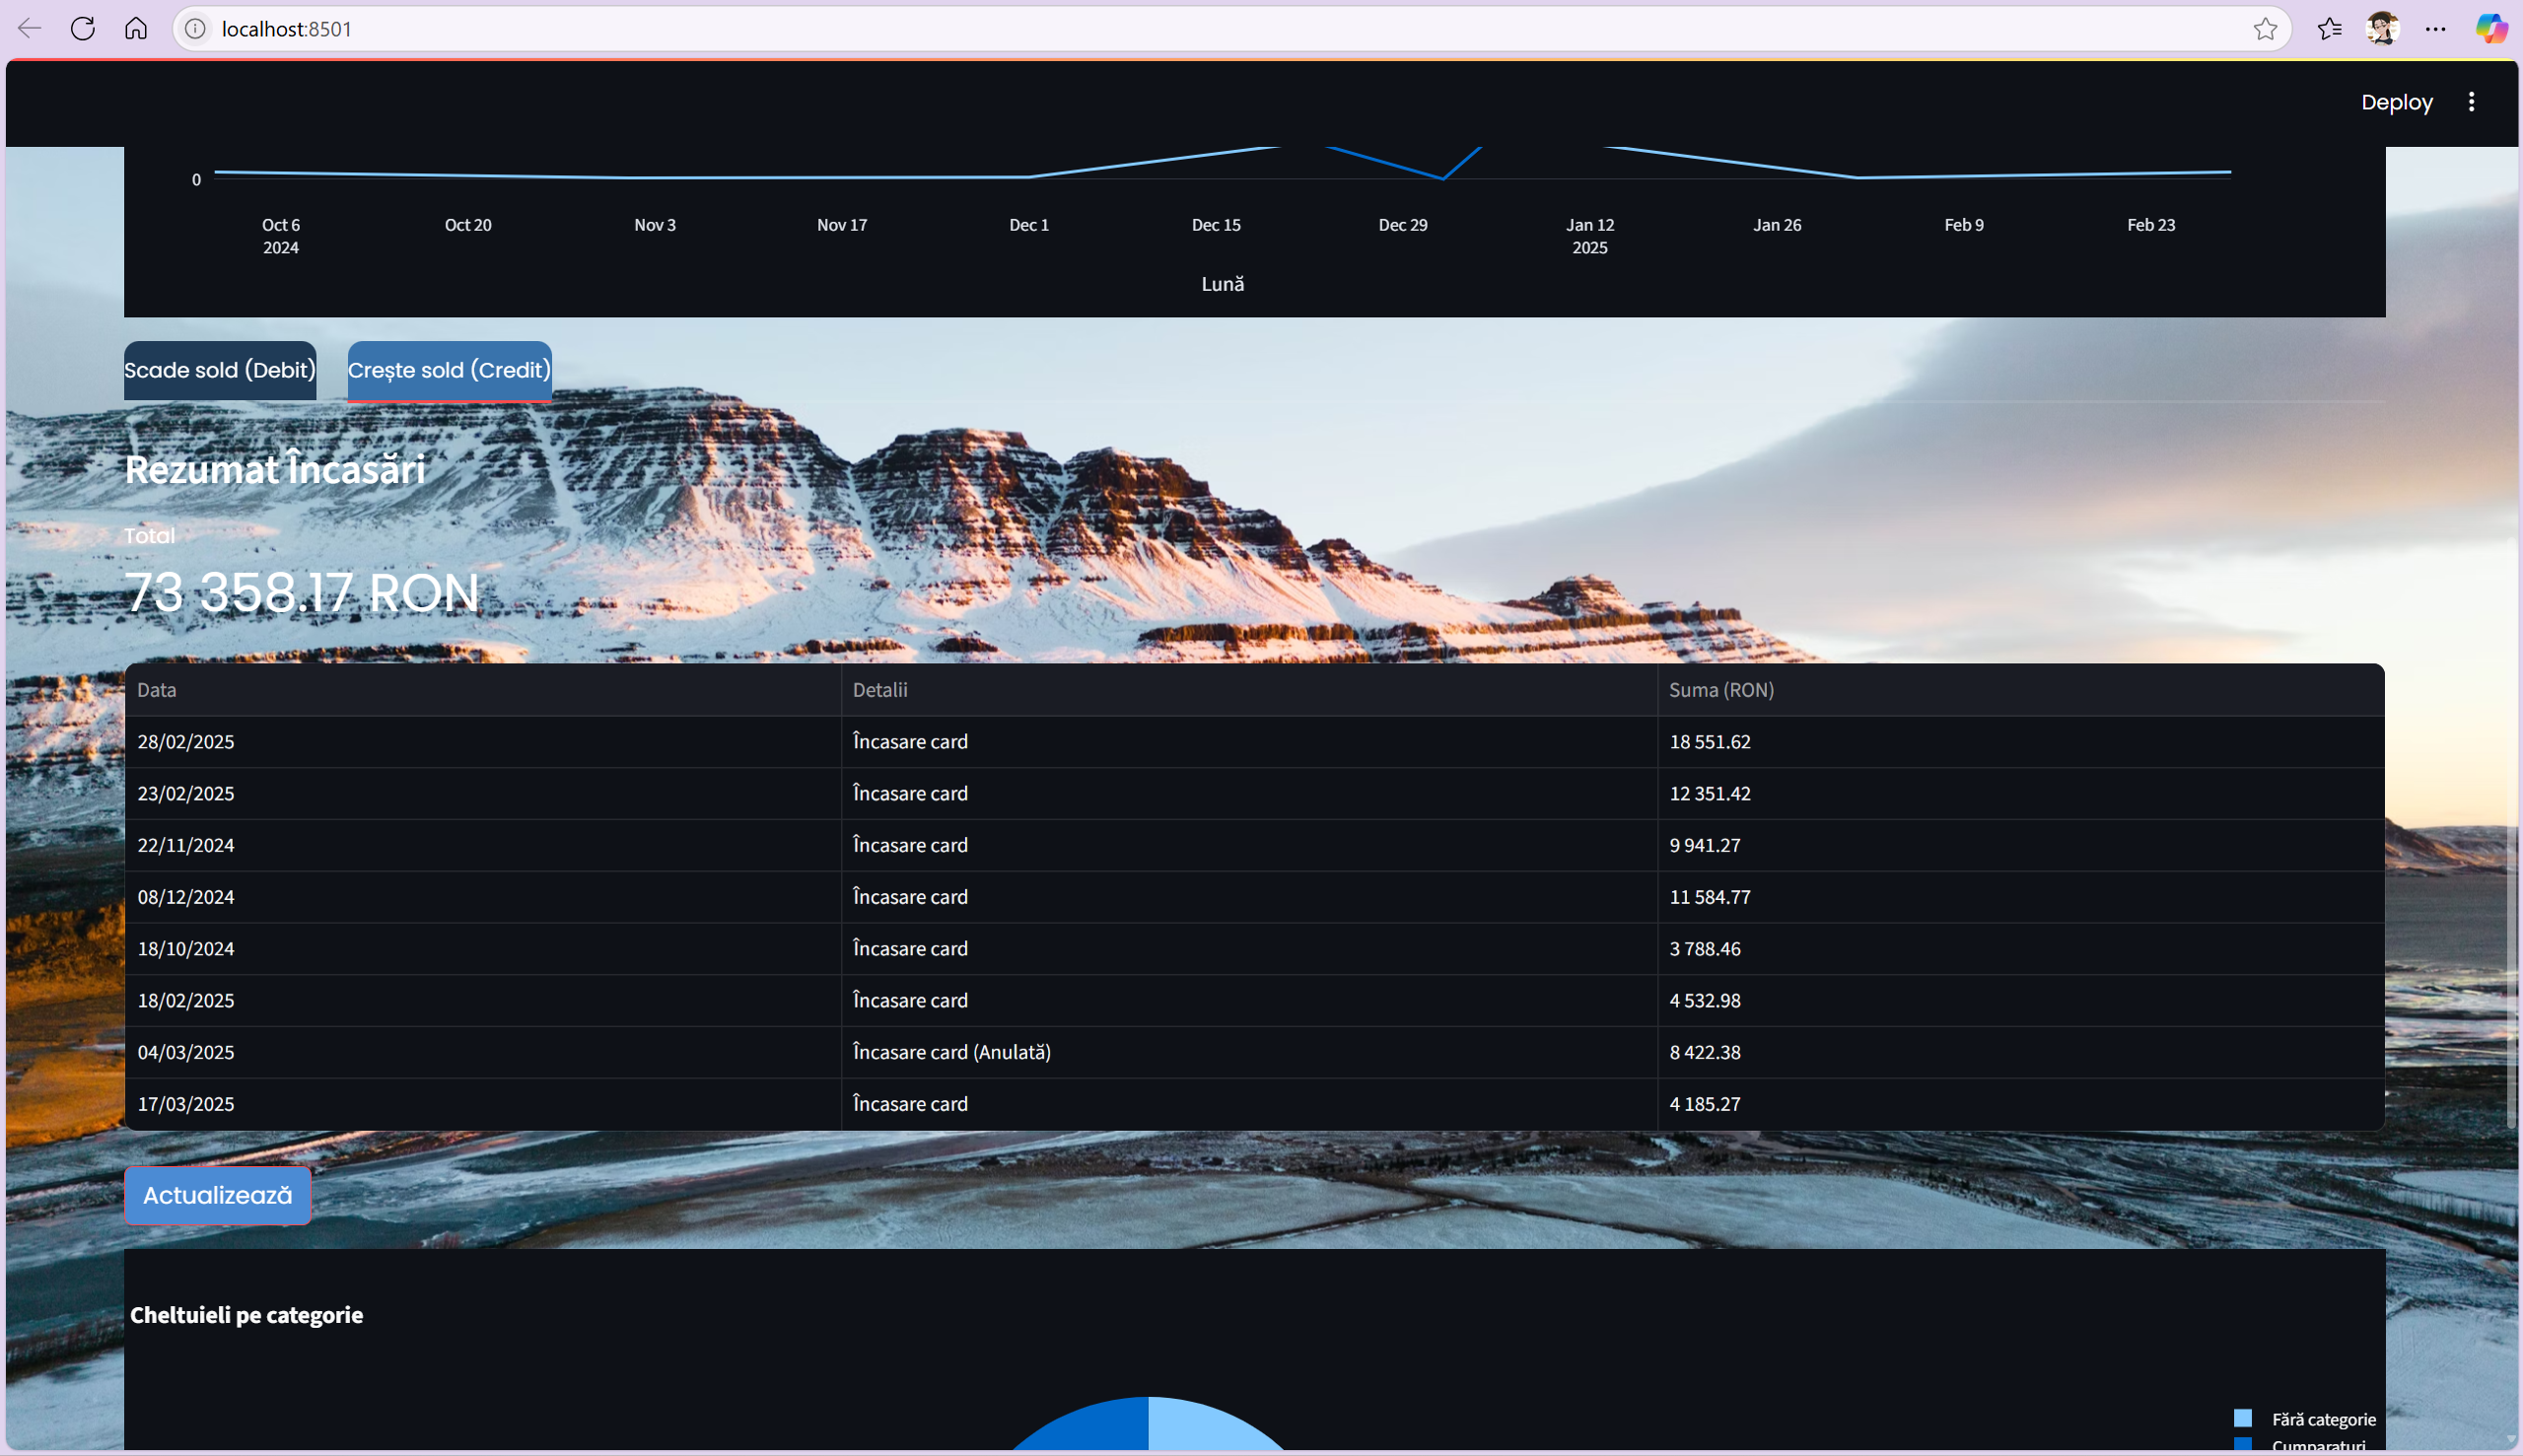 localhost:8501
Deploy
0
Oct 6 Oct 20 Nov 3 Nov 17 Dec 1 Dec 15 Dec 29 Jan 12 Jan 26 Feb 9 Feb 23
2024 2025
Lună
Scade sold (Debit) Crește sold (Credit)
Rezumat Încasări
Total
73 358.17 RON
Data Detalii Suma (RON)
28/02/2025 Încasare card 18 551.62
23/02/2025 Încasare card 12 351.42
22/11/2024 Încasare card 9 941.27
08/12/2024 Încasare card 11 584.77
18/10/2024 Încasare card 3 788.46
18/02/2025 Încasare card 4 532.98
04/03/2025 Încasare card (Anulată) 8 422.38
17/03/2025 Încasare card 4 185.27
Actualizează
Cheltuieli pe categorie
Fără categorie
Cumparaturi